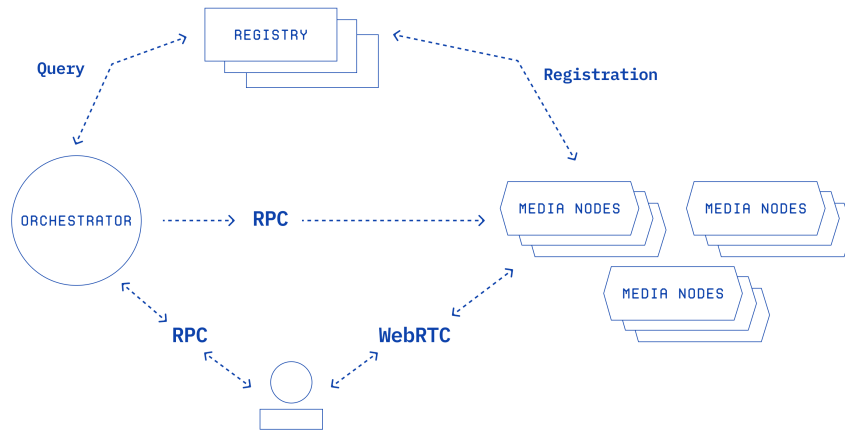 REGISTRY
Query
Registration
ORCHESTRATOR
RPC
MEDIA NODES
MEDIA NODES
MEDIA NODES
RPC
WebRTC